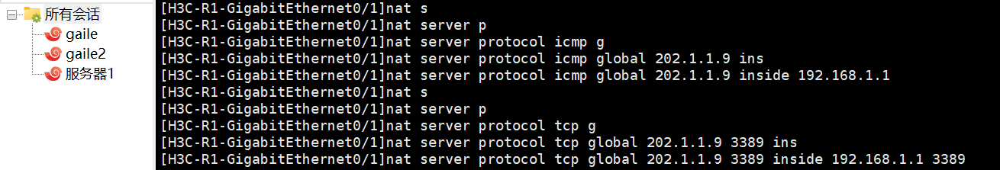 所有会话
gaile
gaile2
服务器1
[H3C-R1-GigabitEthernet0/1]nat s
[H3C-R1-GigabitEthernet0/1]nat server p
[H3C-R1-GigabitEthernet0/1]nat server protocol icmp g
[H3C-R1-GigabitEthernet0/1]nat server protocol icmp global 202.1.1.9 ins
[H3C-R1-GigabitEthernet0/1]nat server protocol icmp global 202.1.1.9 inside 192.168.1.1
[H3C-R1-GigabitEthernet0/1]nat s
[H3C-R1-GigabitEthernet0/1]nat server p
[H3C-R1-GigabitEthernet0/1]nat server protocol tcp g
[H3C-R1-GigabitEthernet0/1]nat server protocol tcp global 202.1.1.9 3389 ins
[H3C-R1-GigabitEthernet0/1]nat server protocol tcp global 202.1.1.9 3389 inside 192.168.1.1 3389